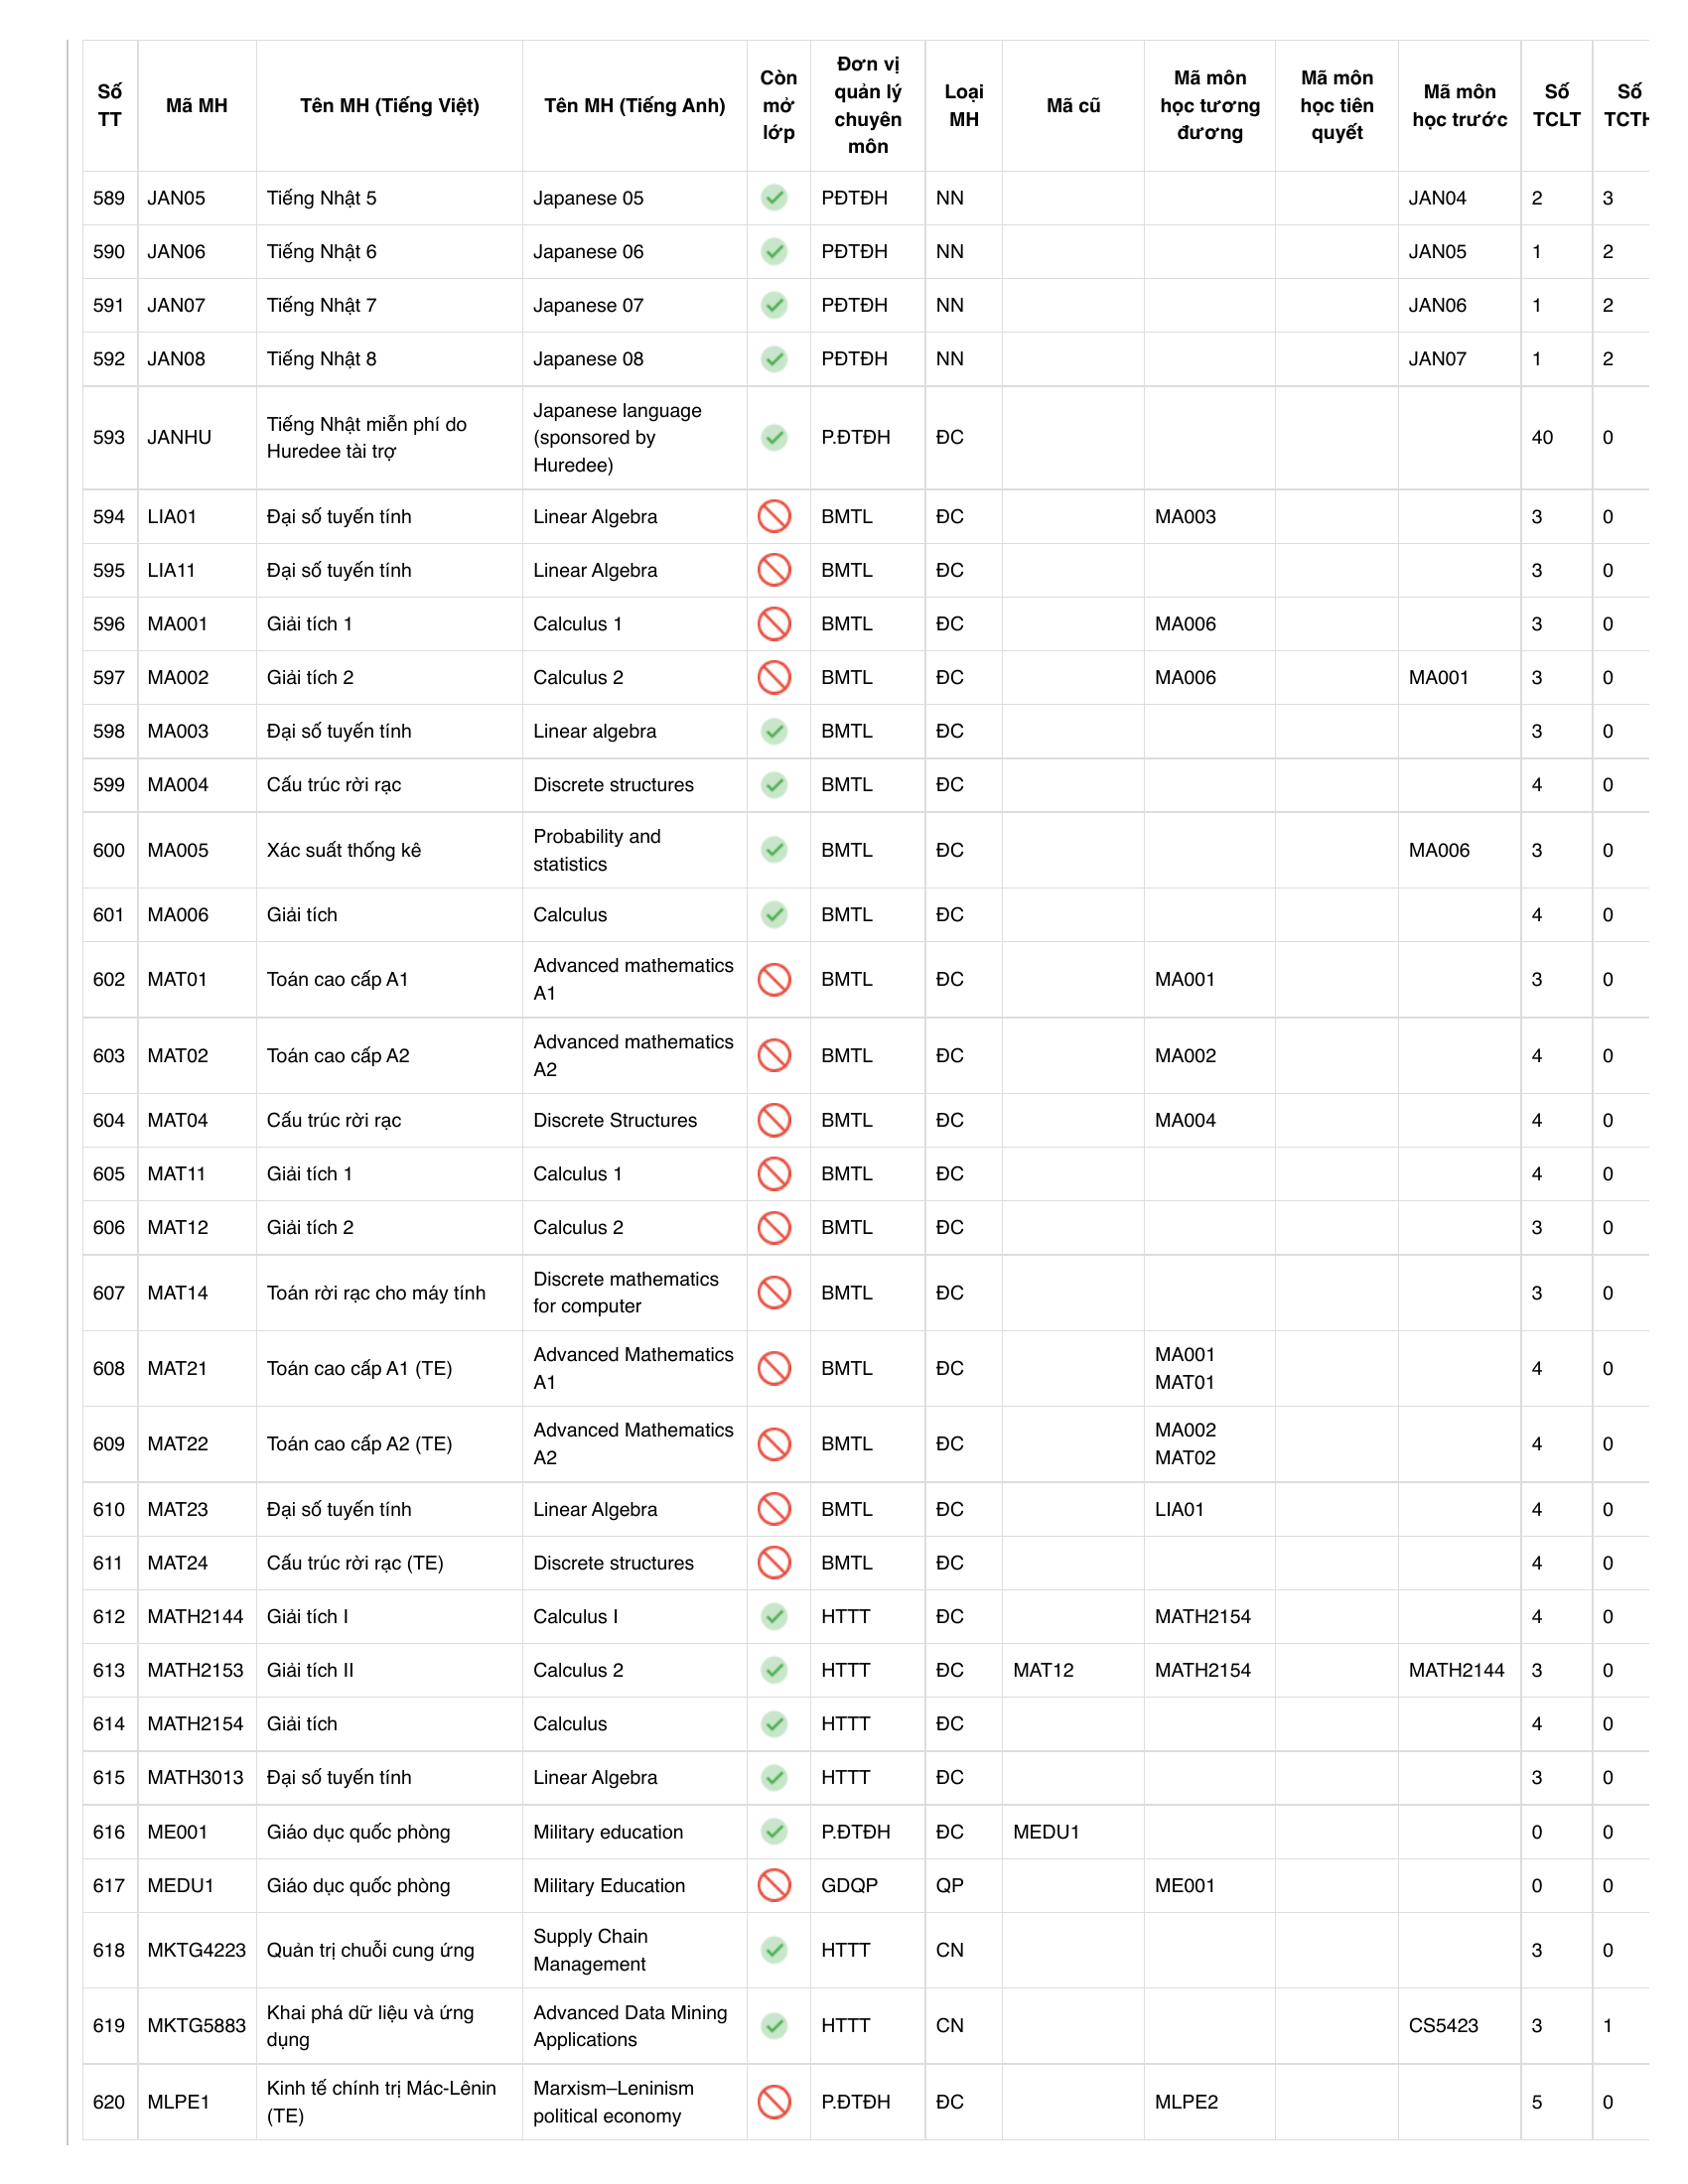 Số TT | Mã MH | Tên MH (Tiếng Việt) | Tên MH (Tiếng Anh) | Còn mở lớp | Đơn vị quản lý chuyên môn | Loại MH | Mã cũ | Mã môn học tương đương | Mã môn học tiên quyết | Mã môn học trước | Số TCLT | Số TCTH
589 JAN05 Tiếng Nhật 5 Japanese 05 PĐTĐH NN JAN04 2 3
590 JAN06 Tiếng Nhật 6 Japanese 06 PĐTĐH NN JAN05 1 2
591 JAN07 Tiếng Nhật 7 Japanese 07 PĐTĐH NN JAN06 1 2
592 JAN08 Tiếng Nhật 8 Japanese 08 PĐTĐH NN JAN07 1 2
593 JANHU Tiếng Nhật miễn phí do Huredee tài trợ Japanese language (sponsored by Huredee) P.ĐTĐH ĐC 40 0
594 LIA01 Đại số tuyến tính Linear Algebra BMTL ĐC MA003 3 0
595 LIA11 Đại số tuyến tính Linear Algebra BMTL ĐC 3 0
596 MA001 Giải tích 1 Calculus 1 BMTL ĐC MA006 3 0
597 MA002 Giải tích 2 Calculus 2 BMTL ĐC MA006 MA001 3 0
598 MA003 Đại số tuyến tính Linear algebra BMTL ĐC 3 0
599 MA004 Cấu trúc rời rạc Discrete structures BMTL ĐC 4 0
600 MA005 Xác suất thống kê Probability and statistics BMTL ĐC MA006 3 0
601 MA006 Giải tích Calculus BMTL ĐC 4 0
602 MAT01 Toán cao cấp A1 Advanced mathematics A1 BMTL ĐC MA001 3 0
603 MAT02 Toán cao cấp A2 Advanced mathematics A2 BMTL ĐC MA002 4 0
604 MAT04 Cấu trúc rời rạc Discrete Structures BMTL ĐC MA004 4 0
605 MAT11 Giải tích 1 Calculus 1 BMTL ĐC 4 0
606 MAT12 Giải tích 2 Calculus 2 BMTL ĐC 3 0
607 MAT14 Toán rời rạc cho máy tính Discrete mathematics for computer BMTL ĐC 3 0
608 MAT21 Toán cao cấp A1 (TE) Advanced Mathematics A1 BMTL ĐC MA001 MAT01 4 0
609 MAT22 Toán cao cấp A2 (TE) Advanced Mathematics A2 BMTL ĐC MA002 MAT02 4 0
610 MAT23 Đại số tuyến tính Linear Algebra BMTL ĐC LIA01 4 0
611 MAT24 Cấu trúc rời rạc (TE) Discrete structures BMTL ĐC 4 0
612 MATH2144 Giải tích I Calculus I HTTT ĐC MATH2154 4 0
613 MATH2153 Giải tích II Calculus 2 HTTT ĐC MAT12 MATH2154 MATH2144 3 0
614 MATH2154 Giải tích Calculus HTTT ĐC 4 0
615 MATH3013 Đại số tuyến tính Linear Algebra HTTT ĐC 3 0
616 ME001 Giáo dục quốc phòng Military education P.ĐTĐH ĐC MEDU1 0 0
617 MEDU1 Giáo dục quốc phòng Military Education GDQP QP ME001 0 0
618 MKTG4223 Quản trị chuỗi cung ứng Supply Chain Management HTTT CN 3 0
619 MKTG5883 Khai phá dữ liệu và ứng dụng Advanced Data Mining Applications HTTT CN CS5423 3 1
620 MLPE1 Kinh tế chính trị Mác-Lênin (TE) Marxism–Leninism political economy P.ĐTĐH ĐC MLPE2 5 0